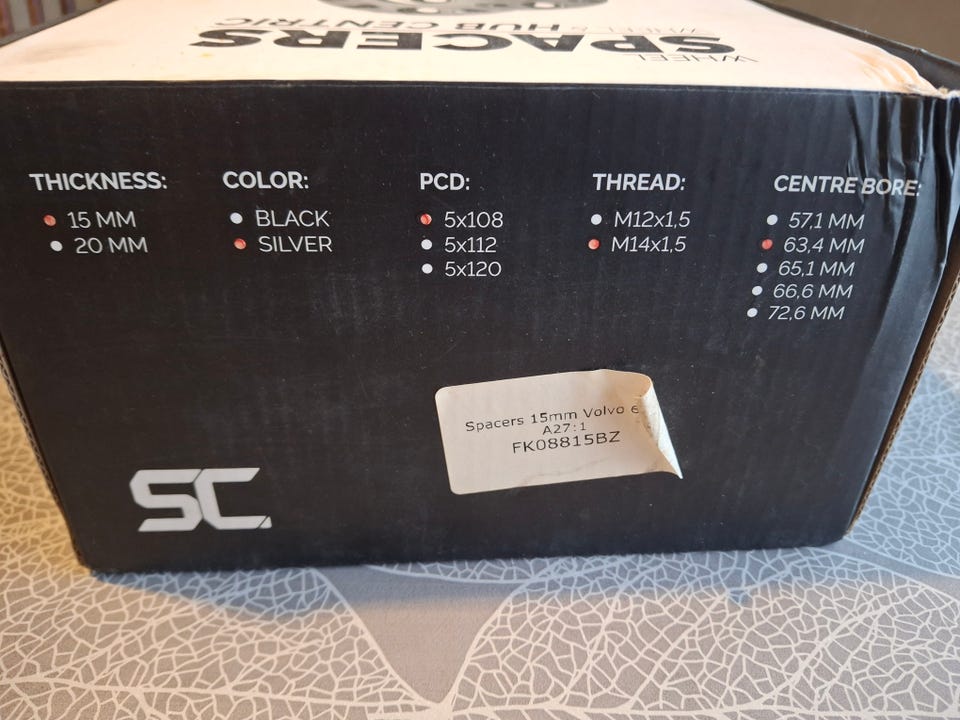 WHEEL
SPACERS
WHEELS HUB CENTRIC
THICKNESS:
15 MM
20 MM
COLOR:
BLACK
SILVER
PCD:
5x108
5x112
5x120
THREAD:
M12x1,5
M14x1,5
CENTRE BORE:
57,1 MM
63,4 MM
65,1 MM
66,6 MM
72,6 MM
Spacers 15mm Volvo
A27:1
FK08815BZ
SC